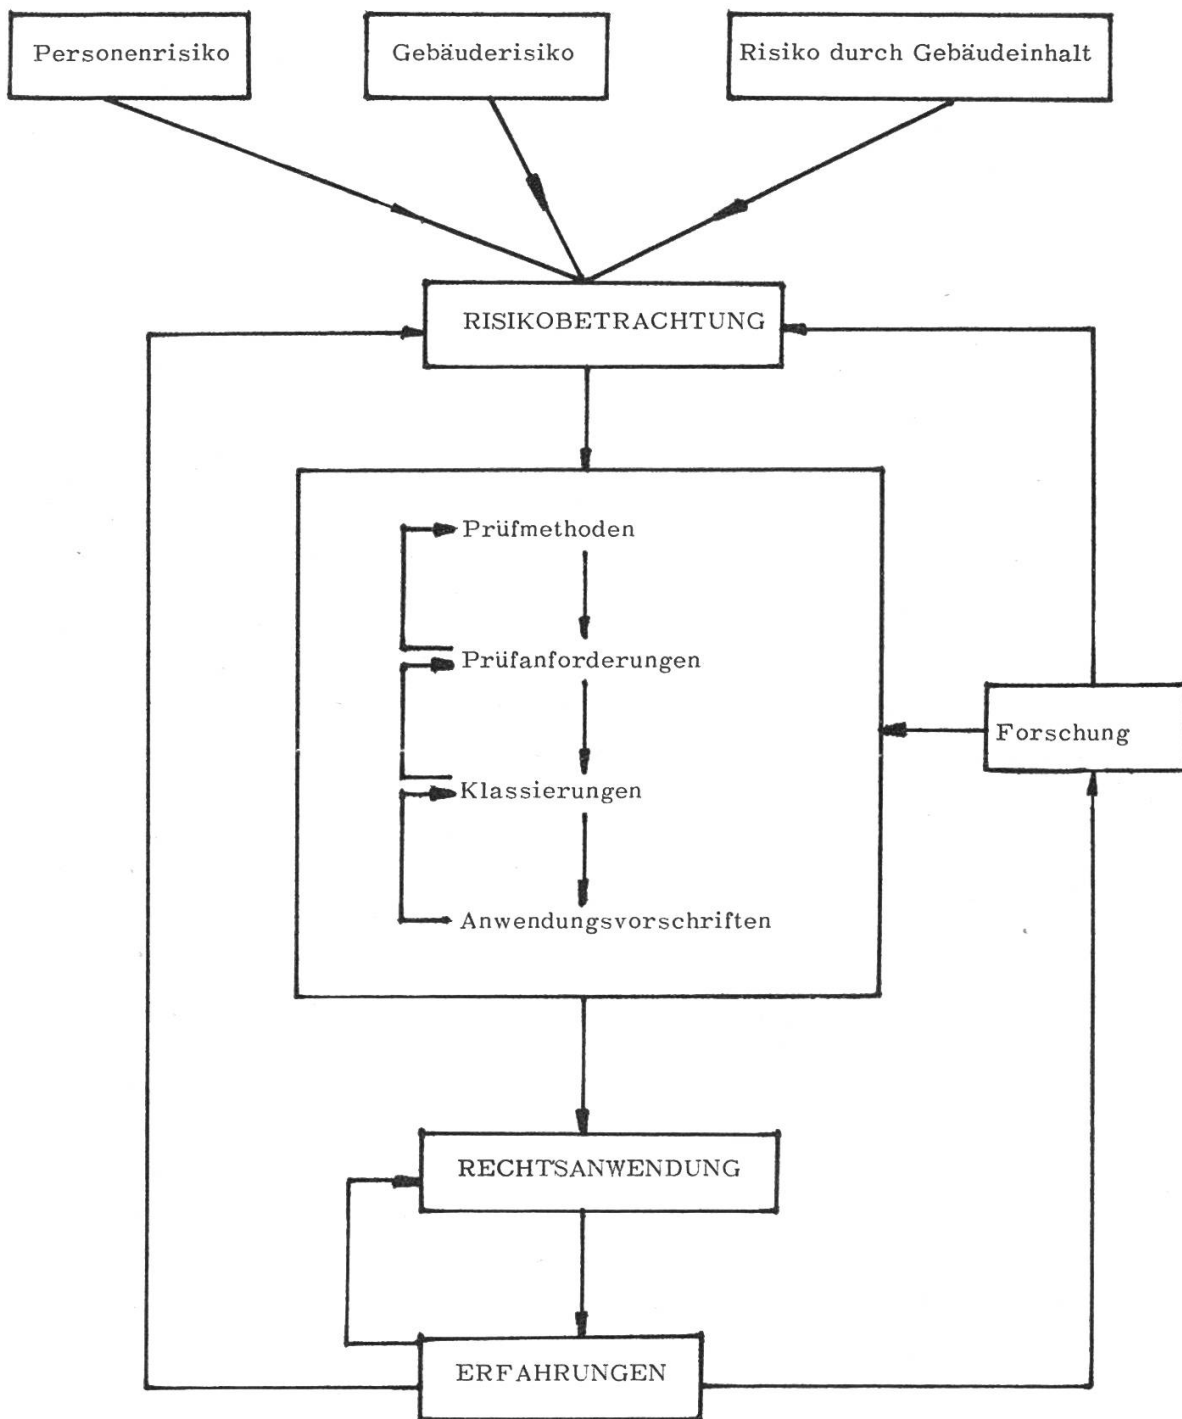 Personenrisiko
Gebäuderisiko
Risiko durch Gebäudeinhalt
RISIKOBETRACHTUNG
Prüfmethoden
Prüfanforderungen
Forschung
Klassierungen
Anwendungsvorschriften
RECHTSANWENDUNG
ERFAHRUNGEN